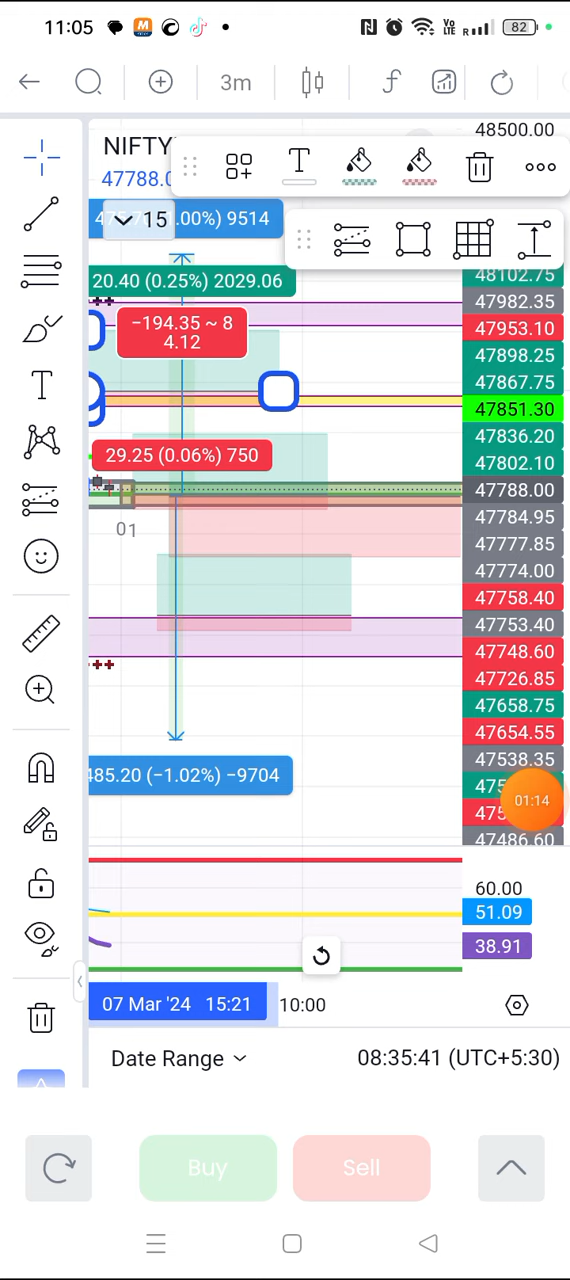 11:05
Vo
LTE
R
82
3m
f
48500.00
NIFTY
47788.0
T
15
1.00%) 9514
20.40 (0.25%) 2029.06
−194.35 ~ 8
4.12
29.25 (0.06%) 750
01
485.20 (−1.02%) −9704
48102.75
47982.35
47953.10
47898.25
47867.75
47851.30
47836.20
47802.10
47788.00
47784.95
47777.85
47774.00
47758.40
47753.40
47748.60
47726.85
47658.75
47654.55
47538.35
01:14
47486.60
T
60.00
51.09
38.91
07 Mar '24 15:21
10:00
Date Range
08:35:41 (UTC+5:30)
Buy
Sell